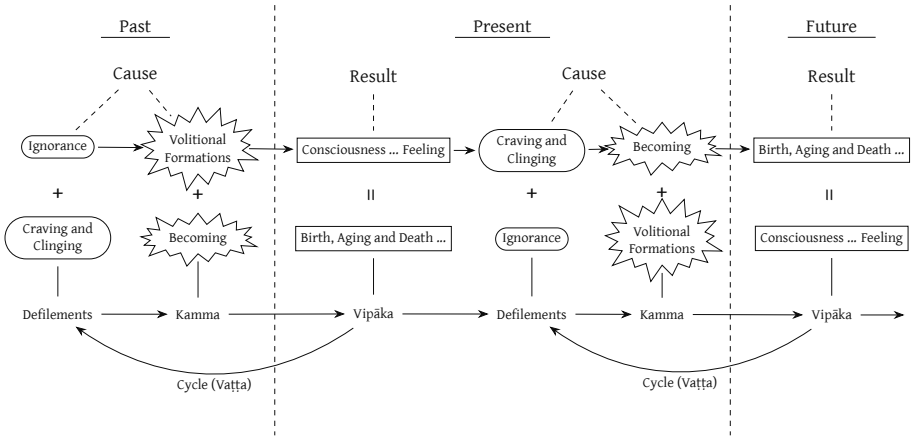 Past
Present
Future
Cause
Result
Cause
Result
Ignorance
Volitional
Formations
Consciousness ... Feeling
Craving and
Clinging
Becoming
Birth, Aging and Death ...
+
+
=
+
+
=
Craving and
Clinging
Becoming
Birth, Aging and Death ...
Ignorance
Volitional
Formations
Consciousness ... Feeling
Defilements
Kamma
Vipāka
Defilements
Kamma
Vipāka
Cycle (Vaṭṭa)
Cycle (Vaṭṭa)